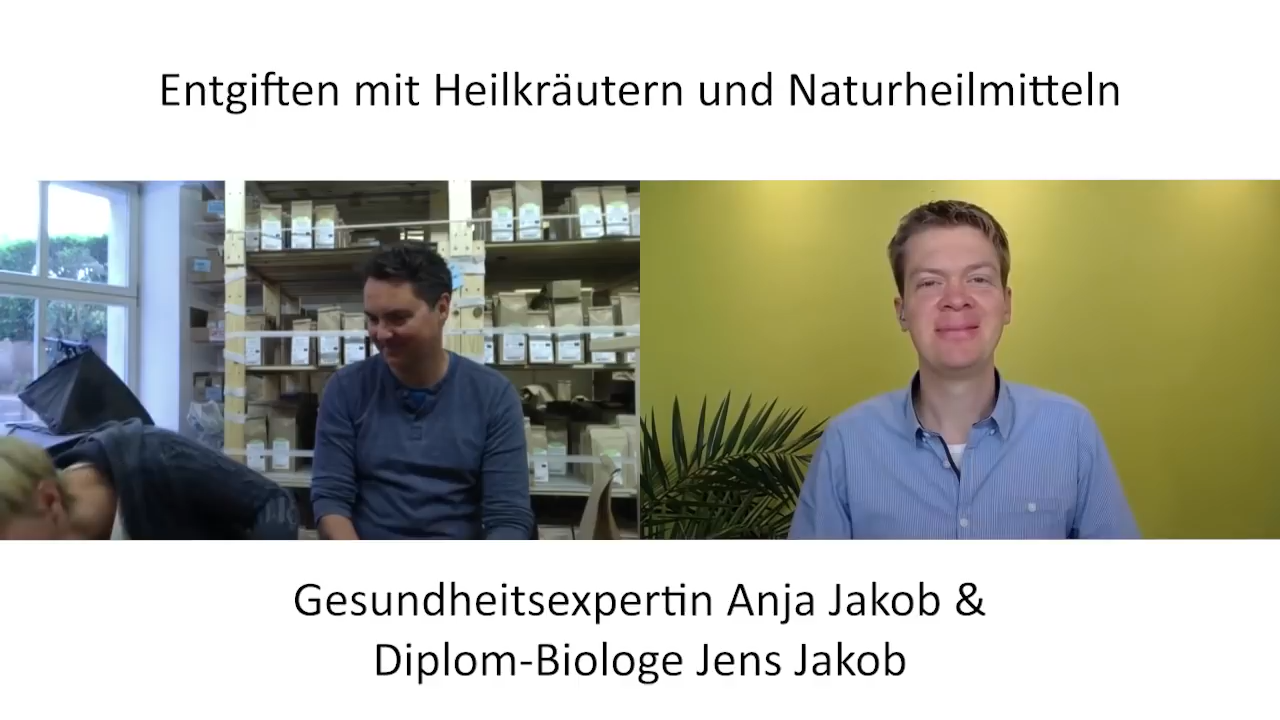 Entgiften mit Heilkräutern und Naturheilmitteln
Gesundheitsexpertin Anja Jakob &
Diplom-Biologe Jens Jakob